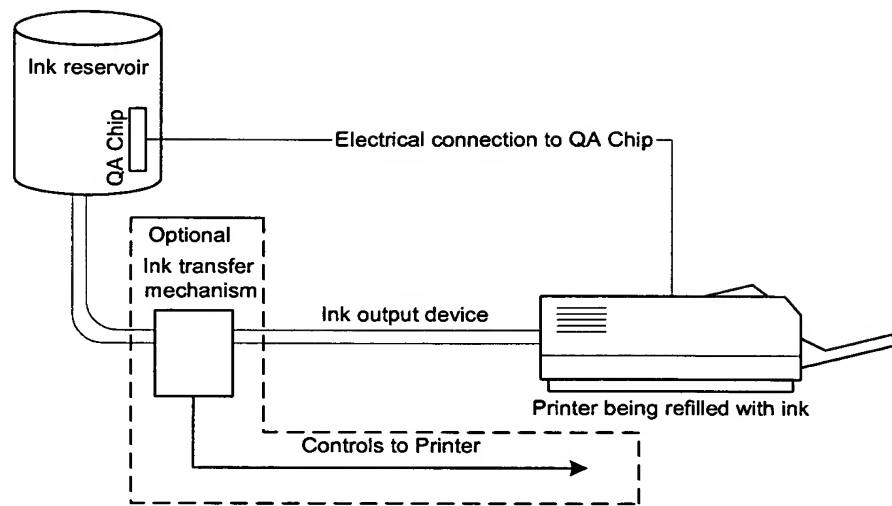 Ink reservoir
QA Chip
Electrical connection to QA Chip
Optional
Ink transfer
mechanism
Ink output device
Printer being refilled with ink
Controls to Printer